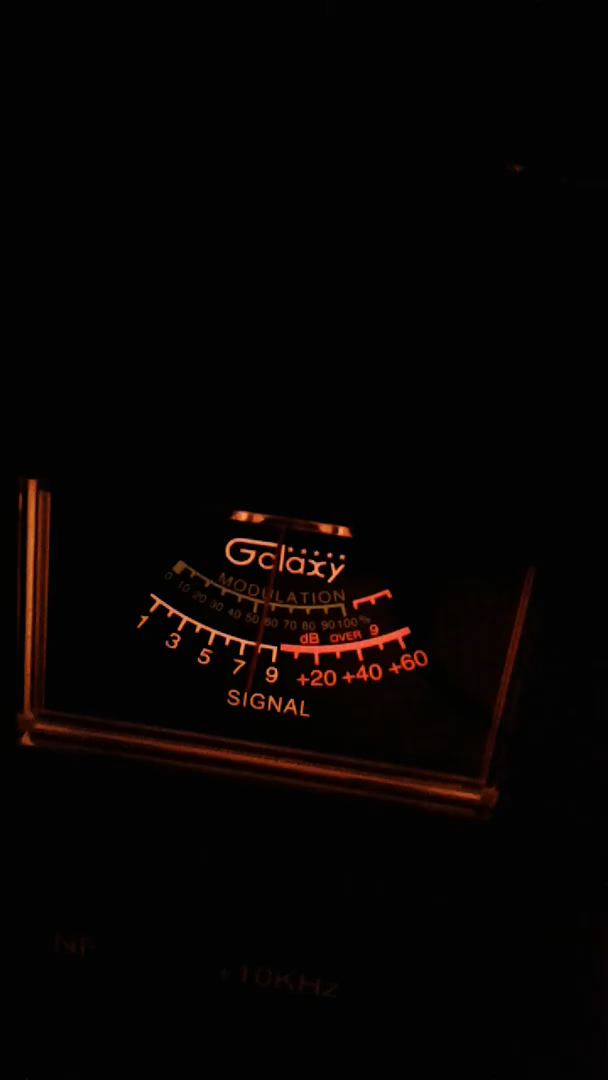 Galaxy
MODULATION
0 10 20 30 40 50 60 70 80 90 100%
dB OVER 9
1 3 5 7 9 +20 +40 +60
SIGNAL
NF +10KHz